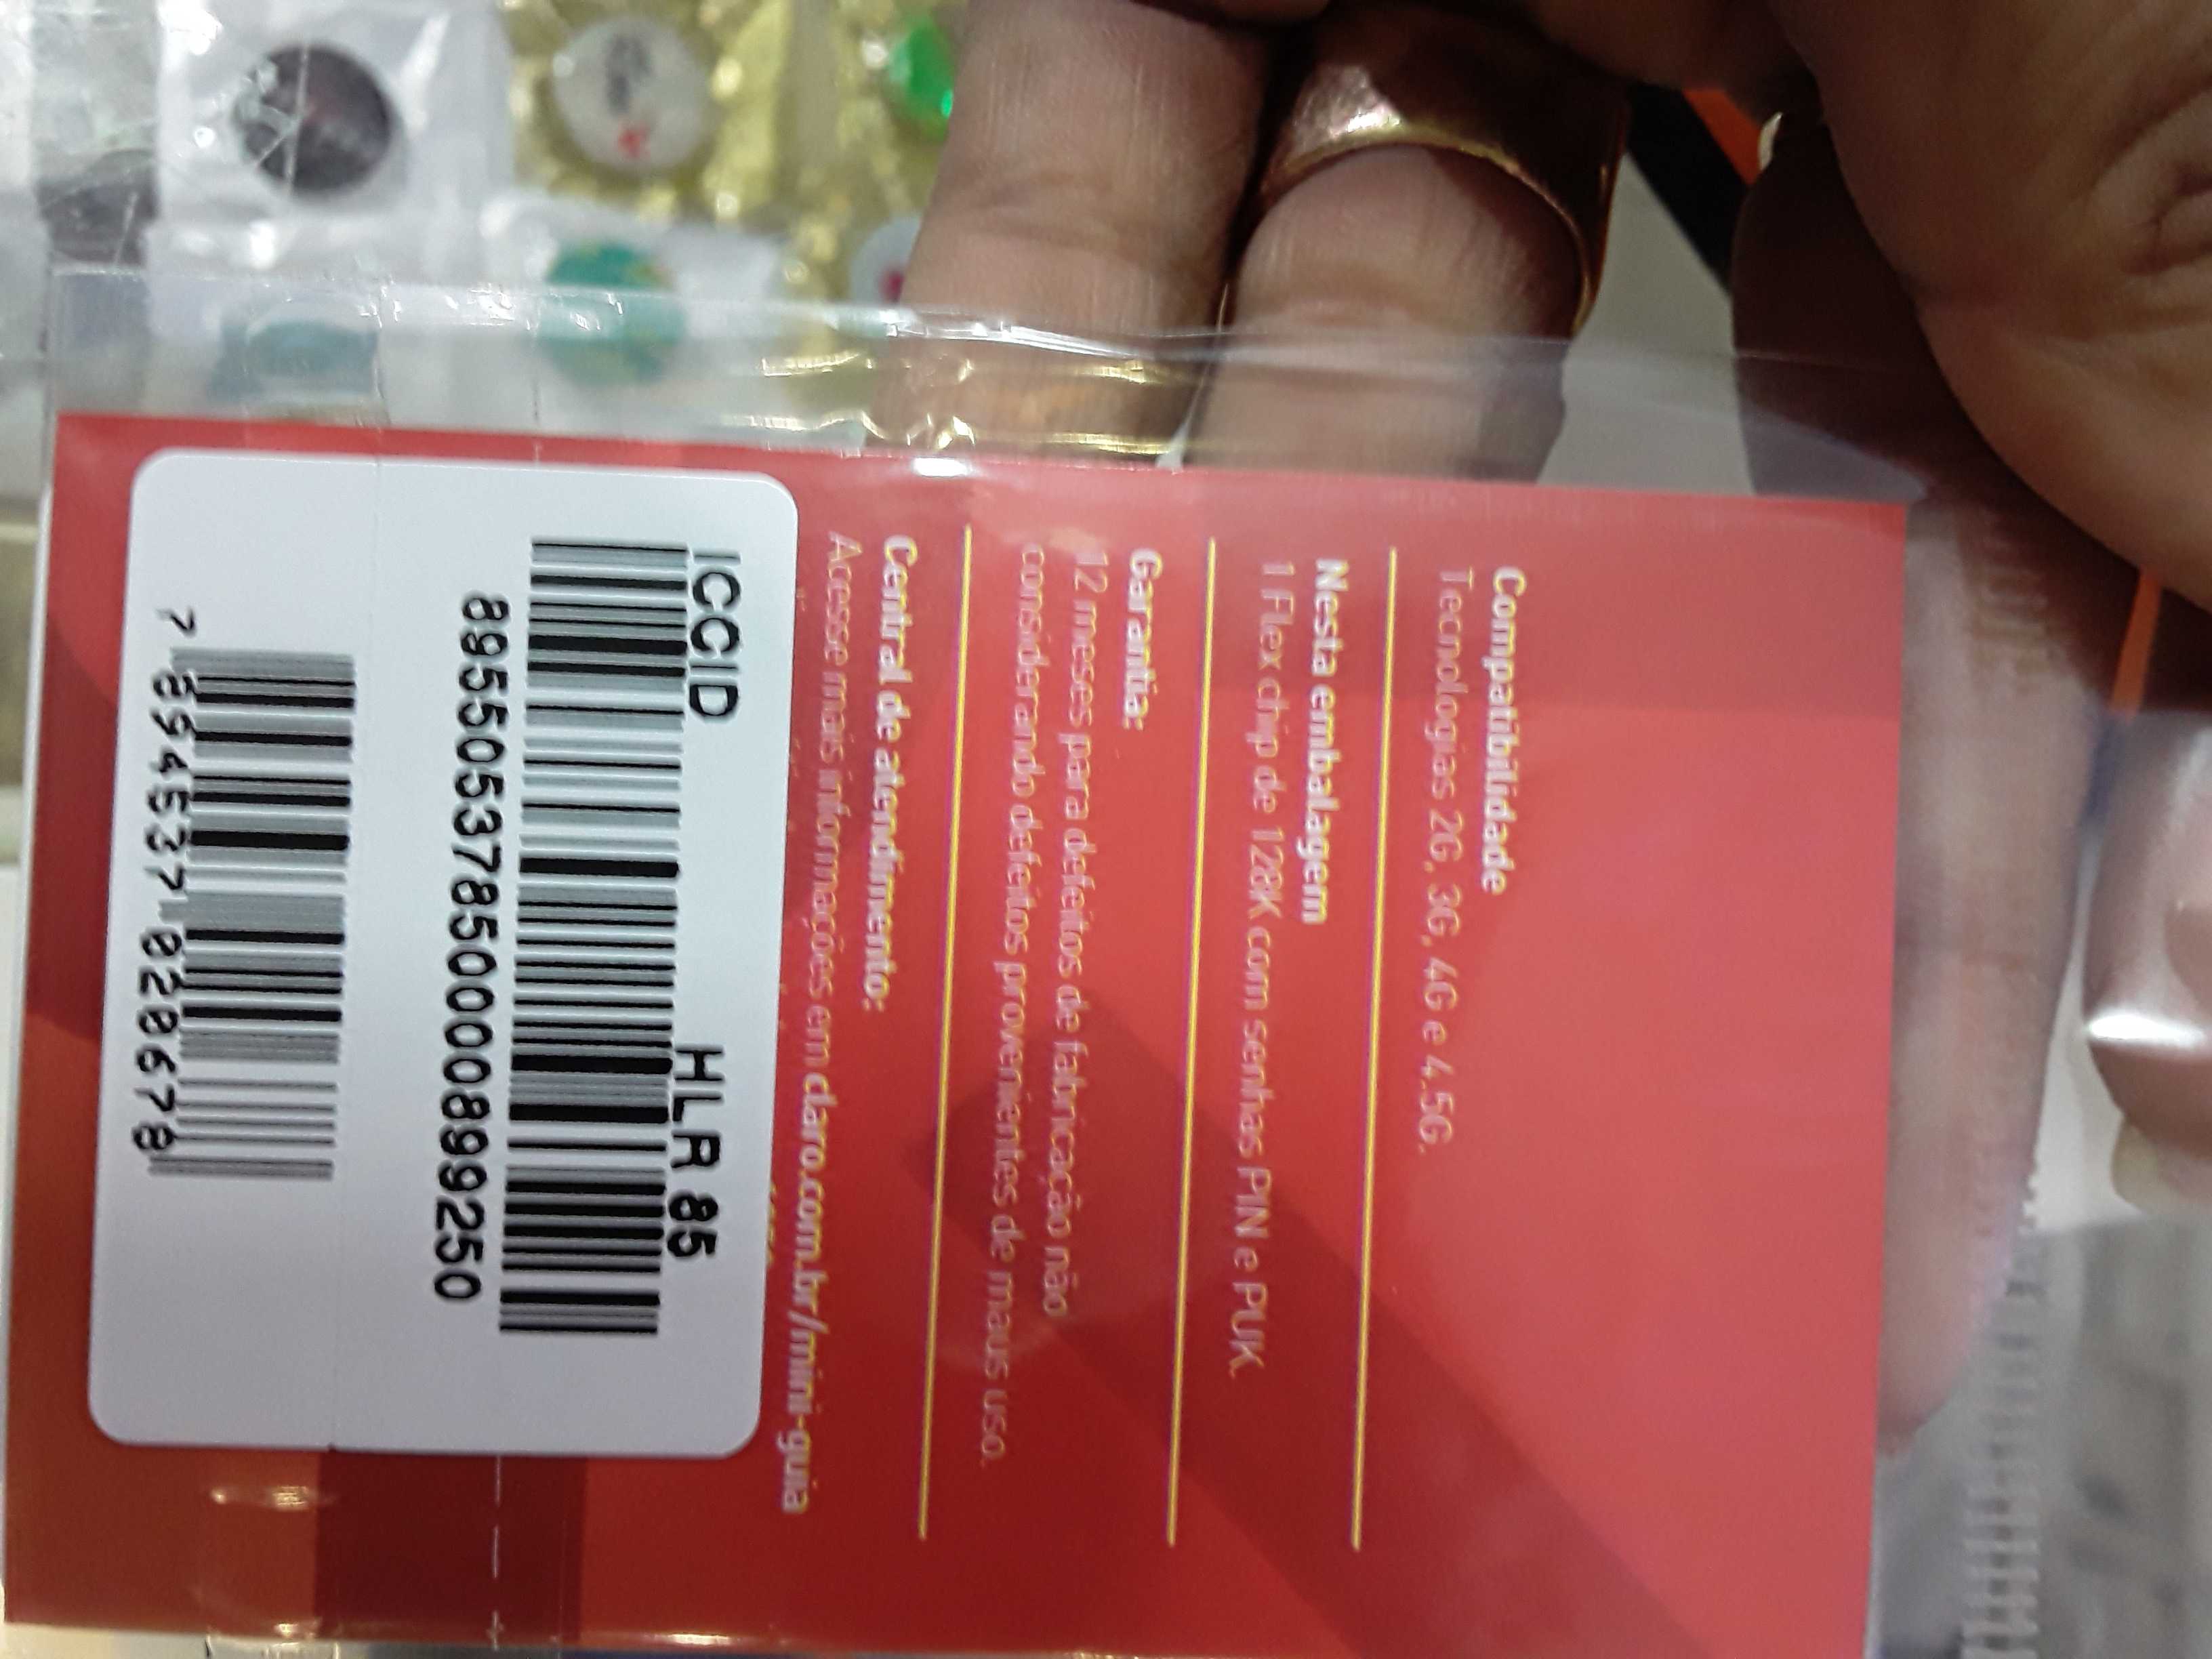 Compatibilidade
Tecnologias 2G, 3G, 4G e 4.5G.
Nesta embalagem
1 Flex chip de 128K com senhas PIN e PUK.
Garantia:
12 meses para defeitos de fabricação não
considerando defeitos provenientes de maus uso.
Central de atendimento:
Acesse mais informações em claro.com.br/mini-guia
ICCID HLR 85
89550537850000899250
7 894537 028678